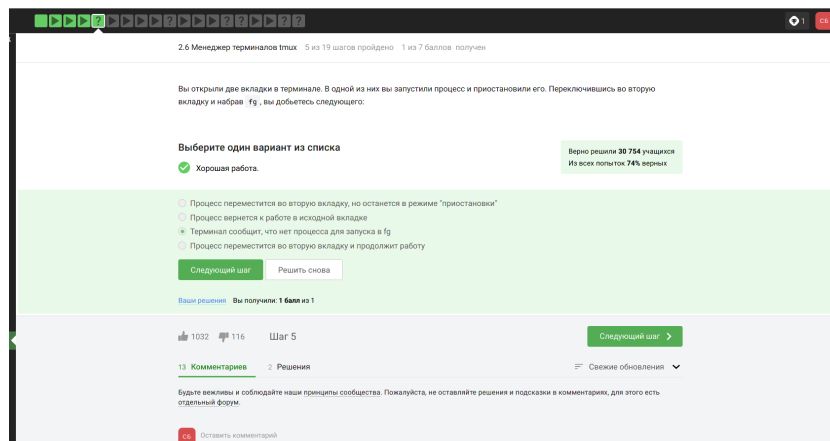 ? ? ? ? ? ?
1
СБ
2.6 Менеджер терминалов tmux 5 из 19 шагов пройдено 1 из 7 баллов получен
Вы открыли две вкладки в терминале. В одной из них вы запустили процесс и приостановили его. Переключившись во вторую
вкладку и набрав fg , вы добьетесь следующего:
Выберите один вариант из списка
Хорошая работа.
Верно решили 30 754 учащихся
Из всех попыток 74% верных
Процесс переместится во вторую вкладку, но останется в режиме "приостановки"
Процесс вернется к работе в исходной вкладке
Терминал сообщит, что нет процесса для запуска в fg
Процесс переместится во вторую вкладку и продолжит работу
Следующий шаг Решить снова
Ваши решения Вы получили: 1 балл из 1
1032 116 Шаг 5 Следующий шаг
13 Комментариев 2 Решения Свежие обновления
Будьте вежливы и соблюдайте наши принципы сообщества. Пожалуйста, не оставляйте решения и подсказки в комментариях, для этого есть
отдельный форум.
СБ Оставить комментарий